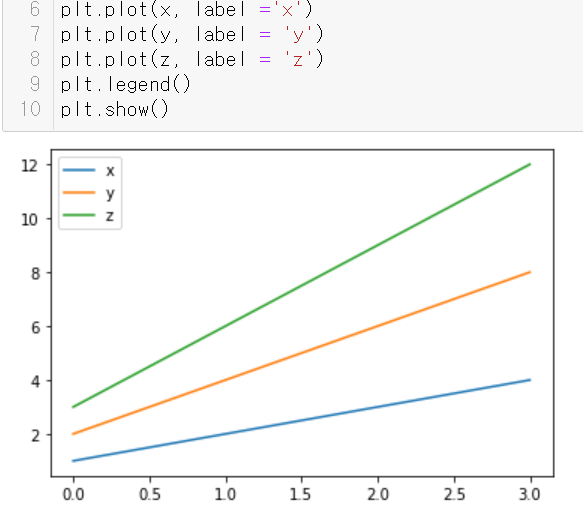 6 plt.plot(x, label ='x')
7 plt.plot(y, label = 'y')
8 plt.plot(z, label = 'z')
9 plt.legend()
10 plt.show()
12
10
8
6
4
2
x
y
z
0.0 0.5 1.0 1.5 2.0 2.5 3.0